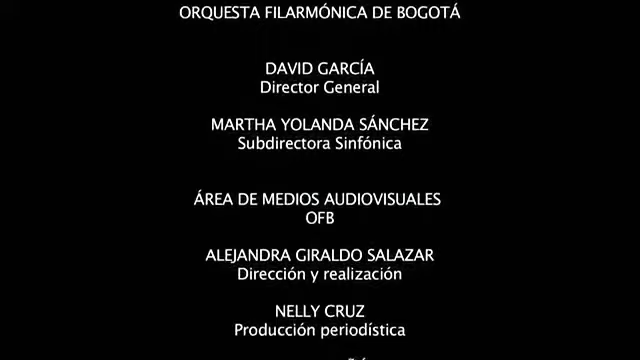 ORQUESTA FILARMÓNICA DE BOGOTÁ
DAVID GARCÍA
Director General
MARTHA YOLANDA SÁNCHEZ
Subdirectora Sinfónica
ÁREA DE MEDIOS AUDIOVISUALES
OFB
ALEJANDRA GIRALDO SALAZAR
Dirección y realización
NELLY CRUZ
Producción periodística